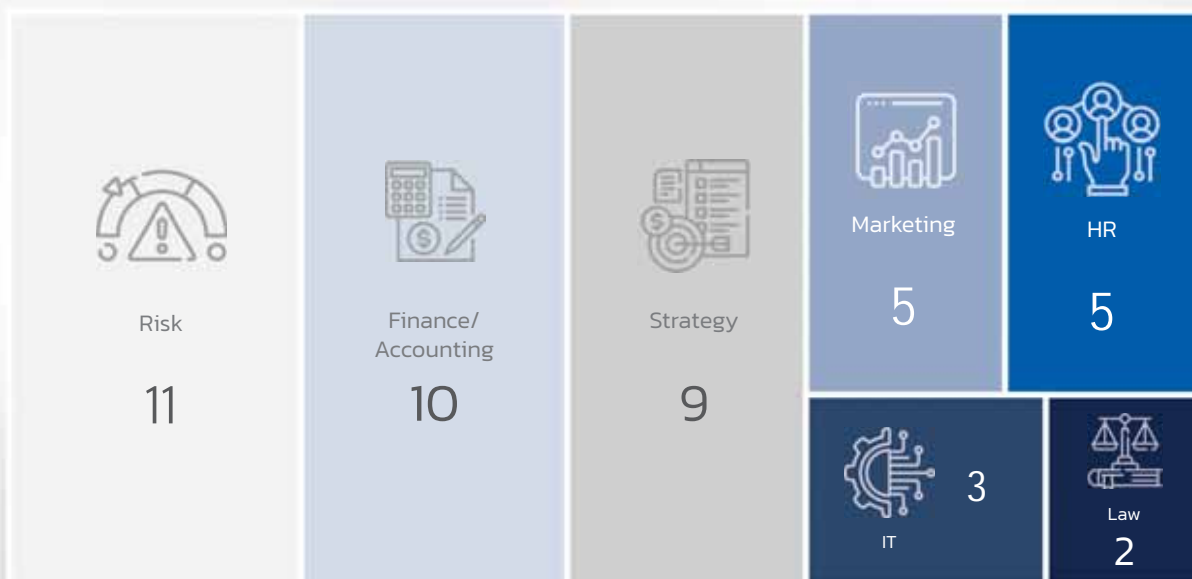 Risk
11
Finance/
Accounting
10
Strategy
9
Marketing
5
HR
5
IT
3
Law
2